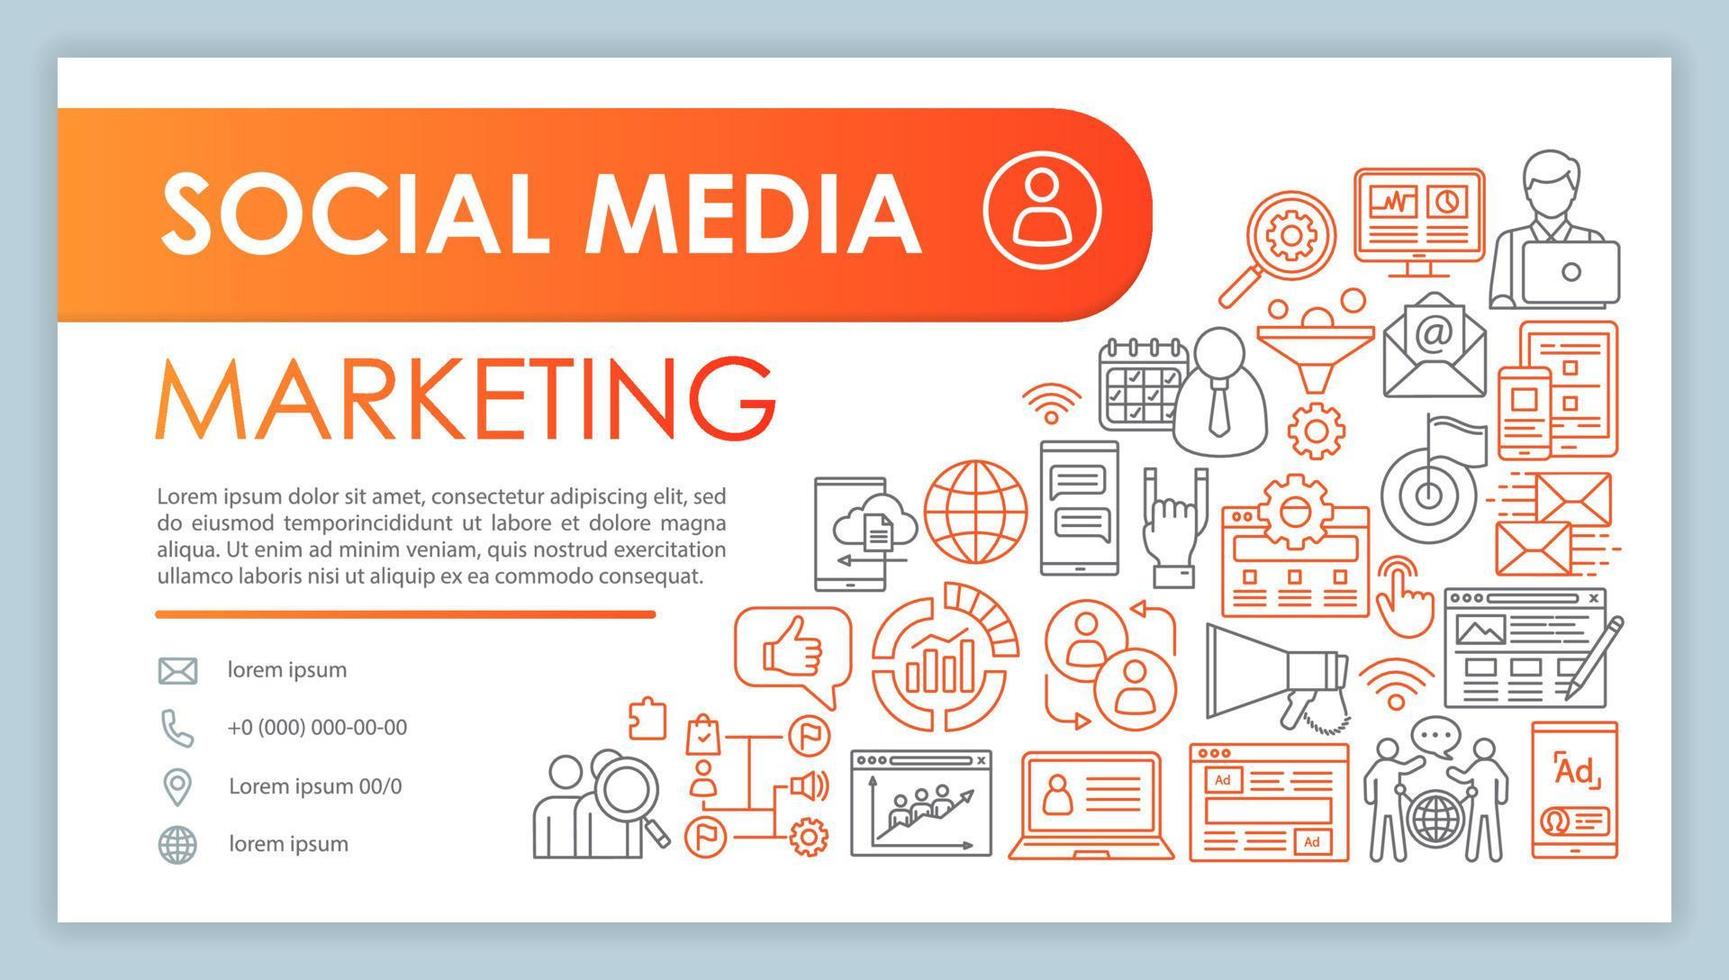 SOCIAL MEDIA
MARKETING
Lorem ipsum dolor sit amet, consectetur adipiscing elit, sed
do eiusmod temporincididunt ut labore et dolore magna
aliqua. Ut enim ad minim veniam, quis nostrud exercitation
ullamco laboris nisi ut aliquip ex ea commodo consequat.
lorem ipsum
+0 (000) 000-00-00
Lorem ipsum 00/0
lorem ipsum
@
Ad
Ad
Ad